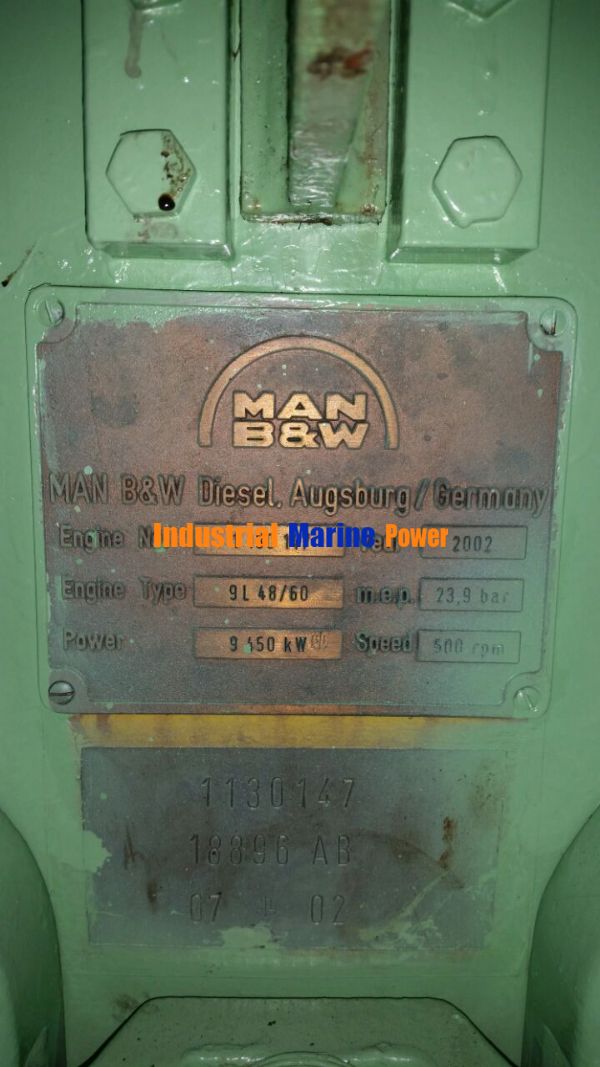 MAN
B&W
MAN B&W Diesel, Augsburg/Germany
Engine 2002
Industrial Marine Power
Engine Type 9L 48/60 m.e.p. 23,9 bar
Power 9 450 kW Speed 500 rpm
1130147
18896 AB
07 02